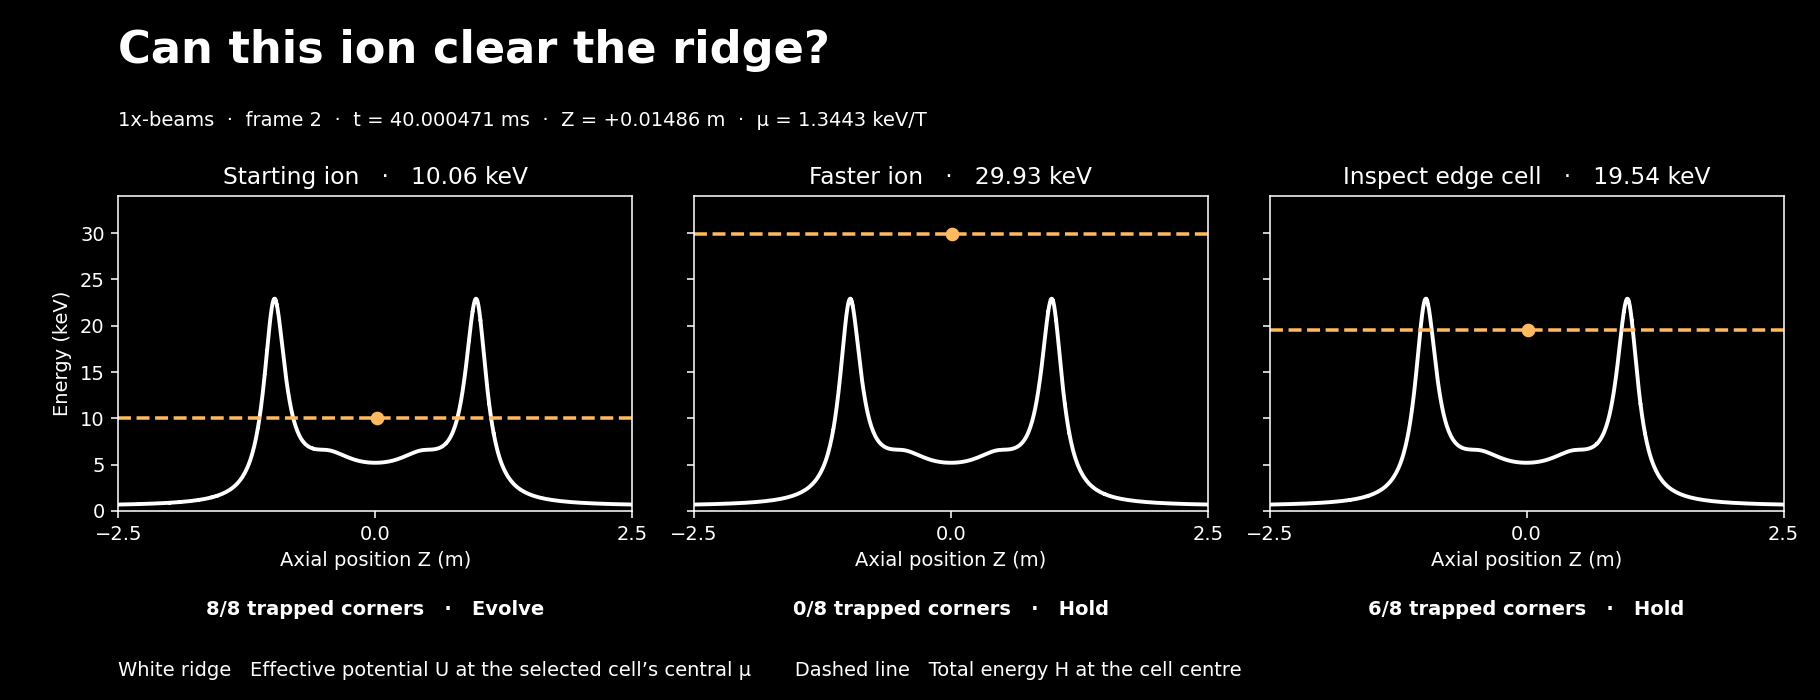 Can this ion clear the ridge?
1x-beams · frame 2 · t = 40.000471 ms · Z = +0.01486 m · μ = 1.3443 keV/T
Starting ion · 10.06 keV
Faster ion · 29.93 keV
Inspect edge cell · 19.54 keV
Energy (keV)
30
25
20
15
10
5
0
−2.5 0.0 2.5
−2.5 0.0 2.5
−2.5 0.0 2.5
Axial position Z (m)
Axial position Z (m)
Axial position Z (m)
8/8 trapped corners · Evolve
0/8 trapped corners · Hold
6/8 trapped corners · Hold
White ridge Effective potential U at the selected cell’s central μ Dashed line Total energy H at the cell centre